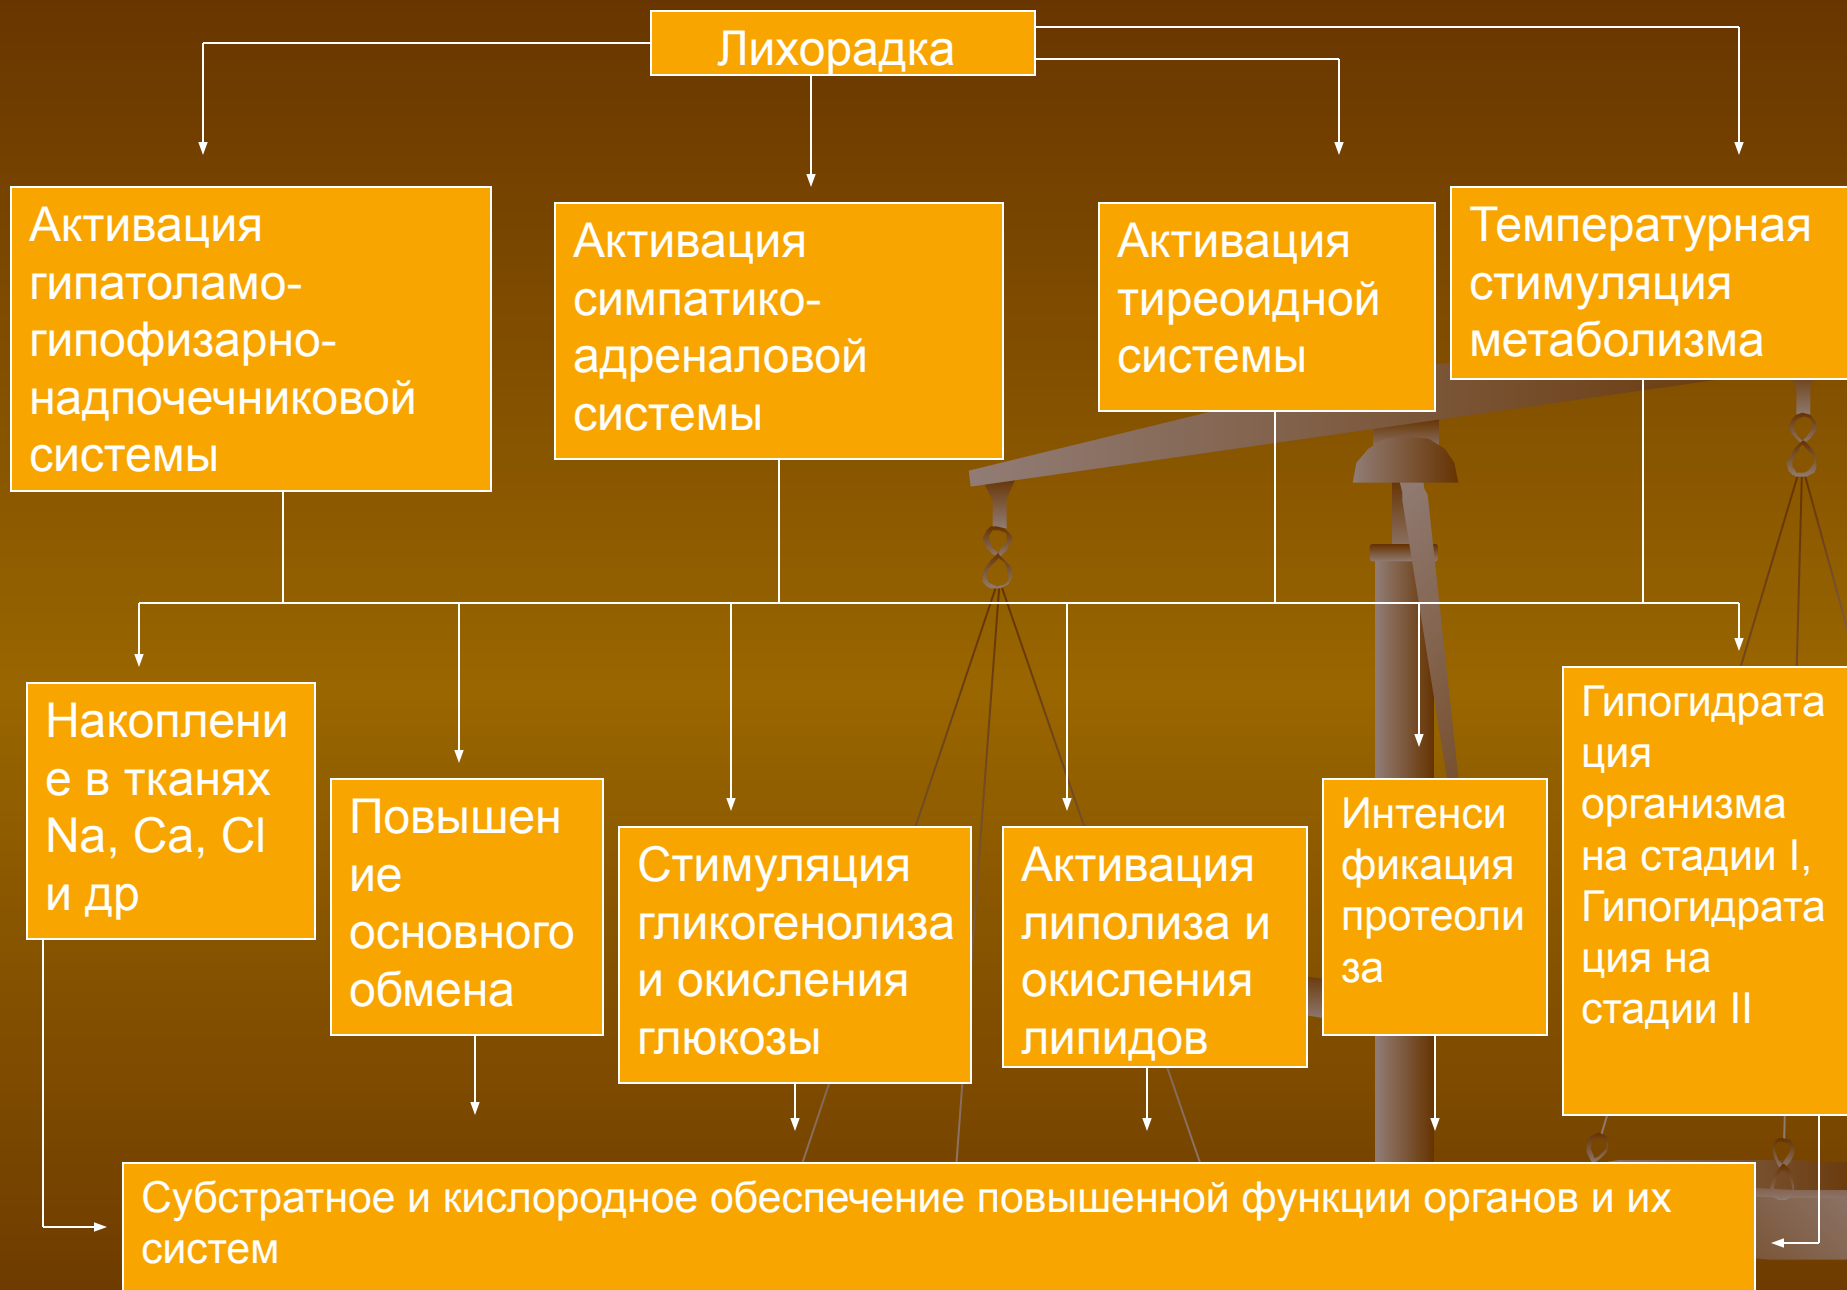 Лихорадка
Активация
гипатоламо-
гипофизарно-
надпочечниковой
системы
Активация
симпатико-
адреналовой
системы
Активация
тиреоидной
системы
Температурная
стимуляция
метаболизма
Накоплени
е в тканях
Na, Ca, Cl
и др
Повышен
ие
основного
обмена
Стимуляция
гликогенолиза
и окисления
глюкозы
Активация
липолиза и
окисления
липидов
Интенси
фикация
протеоли
за
Гипогидрата
ция
организма
на стадии I,
Гипогидрата
ция на
стадии II
Субстратное и кислородное обеспечение повышенной функции органов и их
систем